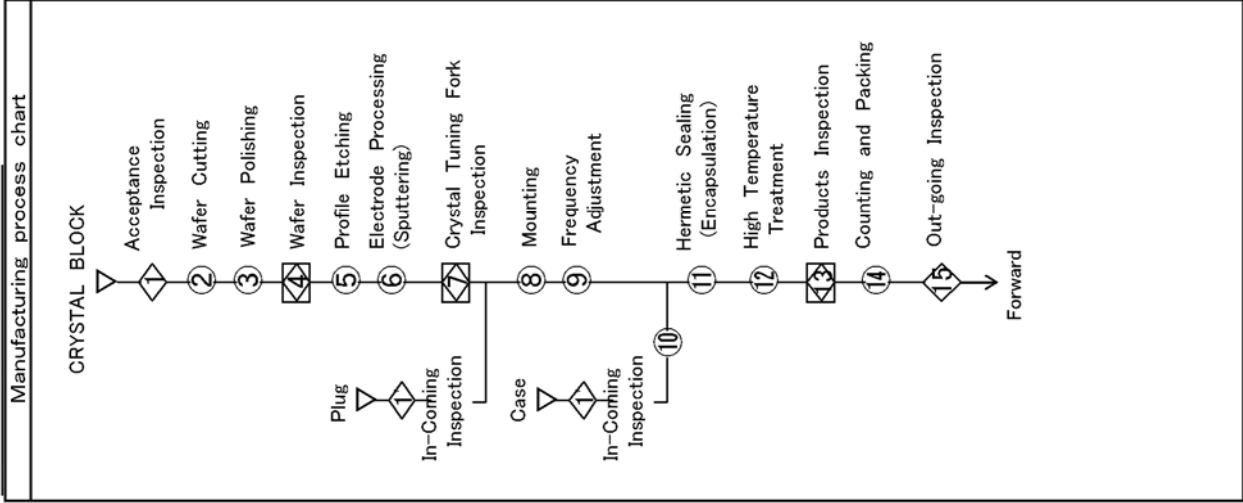 Manufacturing process chart
CRYSTAL BLOCK
1
Acceptance
Inspection
2
Wafer Cutting
3
Wafer Polishing
4
Wafer Inspection
5
Profile Etching
6
Electrode Processing
(Sputtering)
7
Crystal Tuning Fork
Inspection
Plug
1
In-Coming
Inspection
8
Mounting
9
Frequency
Adjustment
Case
1
In-Coming
Inspection
10
11
Hermetic Sealing
(Encapsulation)
12
High Temperature
Treatment
13
Products Inspection
14
Counting and Packing
15
Out-going Inspection
Forward